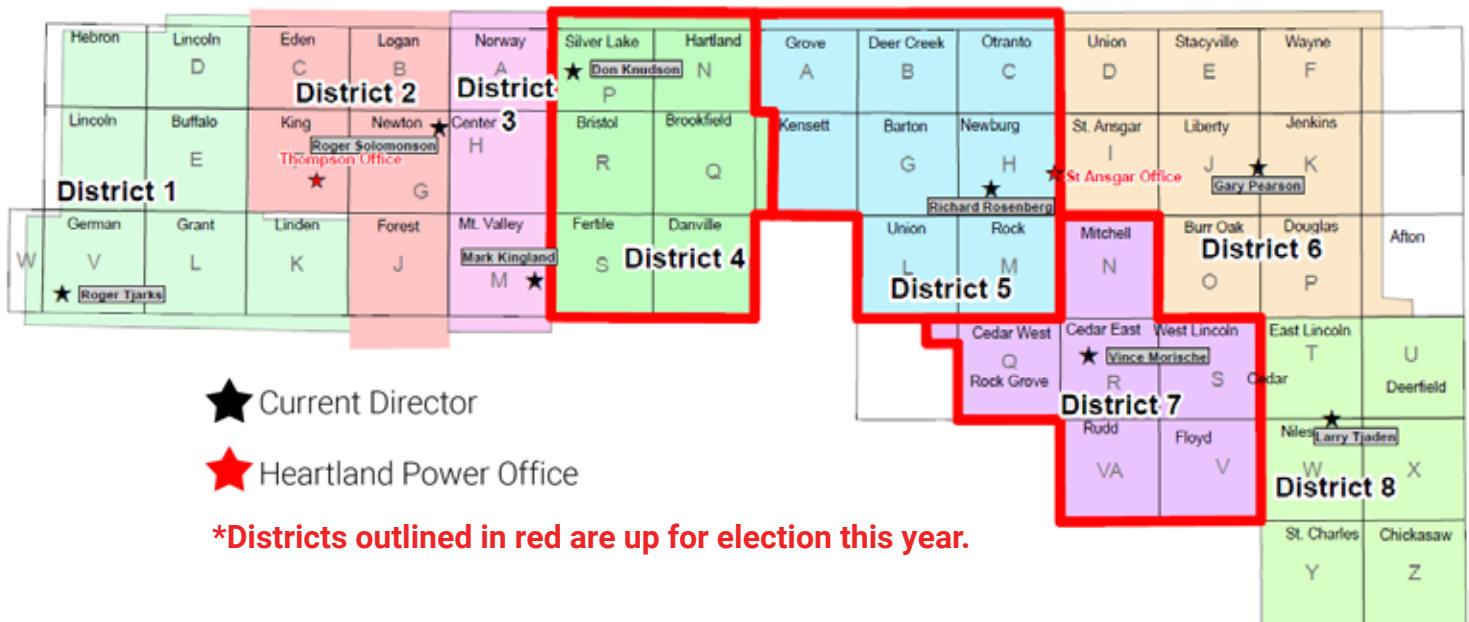 Hebron Lincoln Eden Logan Norway Silver Lake Hartland Grove Deer Creek Otranto Union Stacyville Wayne
D C B A N A B C D E F
District 2 District 3 Don Knudson P
Lincoln Buffalo King Newton Center Bristol Brookfield Kensett Barton Newburg St. Ansgar Liberty Jenkins
Roger Solomonson
E H R Q G H I J K
Thompson Office
St Ansgar Office
Gary Pearson
District 1 G
Richard Rosenberg
German Grant Linden Forest Mt. Valley Fertile Danville Union Rock Mitchell Burr Oak Douglas Afton
District 6
W V L K J Mark Kingland S District 4 L M N
M O P
Roger Tjarks District 5
Cedar West Cedar East West Lincoln East Lincoln
Q Vince Morische T U
Rock Grove R S Cedar Deerfield
District 7
Rudd Floyd Niles Larry Tjaden
VA V W X
District 8
St. Charles Chickasaw
Y Z
Current Director
Heartland Power Office
*Districts outlined in red are up for election this year.